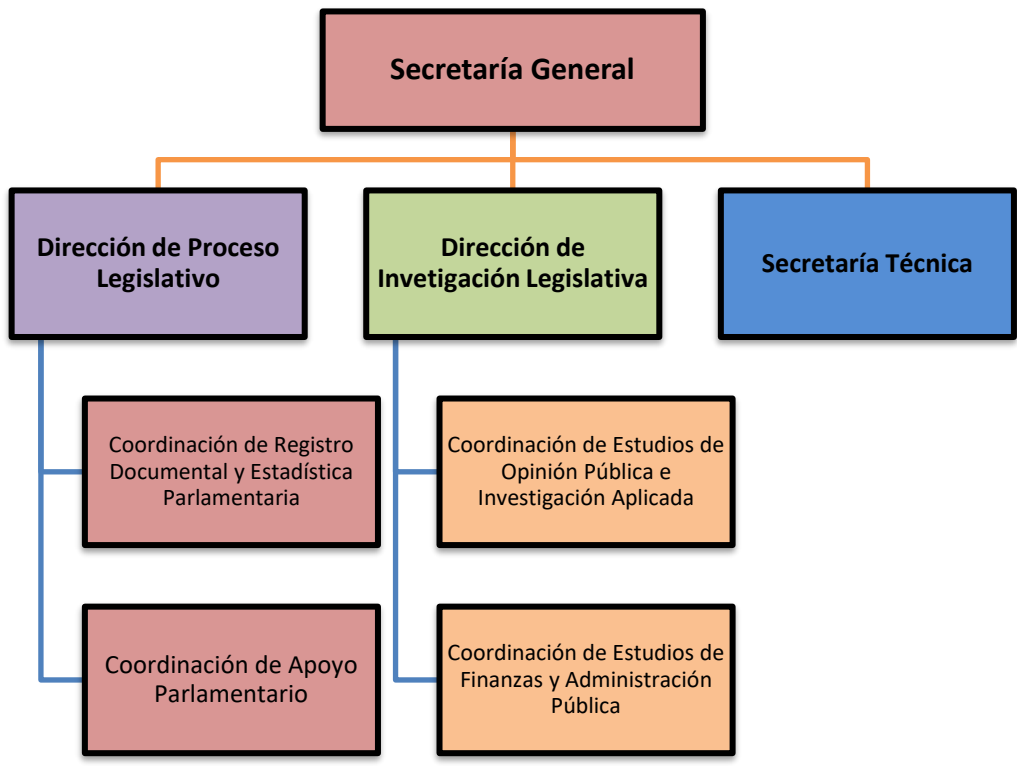 Secretaría General
Dirección de Proceso
Legislativo
Dirección de
Invetigación Legislativa
Secretaría Técnica
Coordinación de Registro
Documental y Estadística
Parlamentaria
Coordinación de Estudios de
Opinión Pública e
Investigación Aplicada
Coordinación de Apoyo
Parlamentario
Coordinación de Estudios de
Finanzas y Administración
Pública